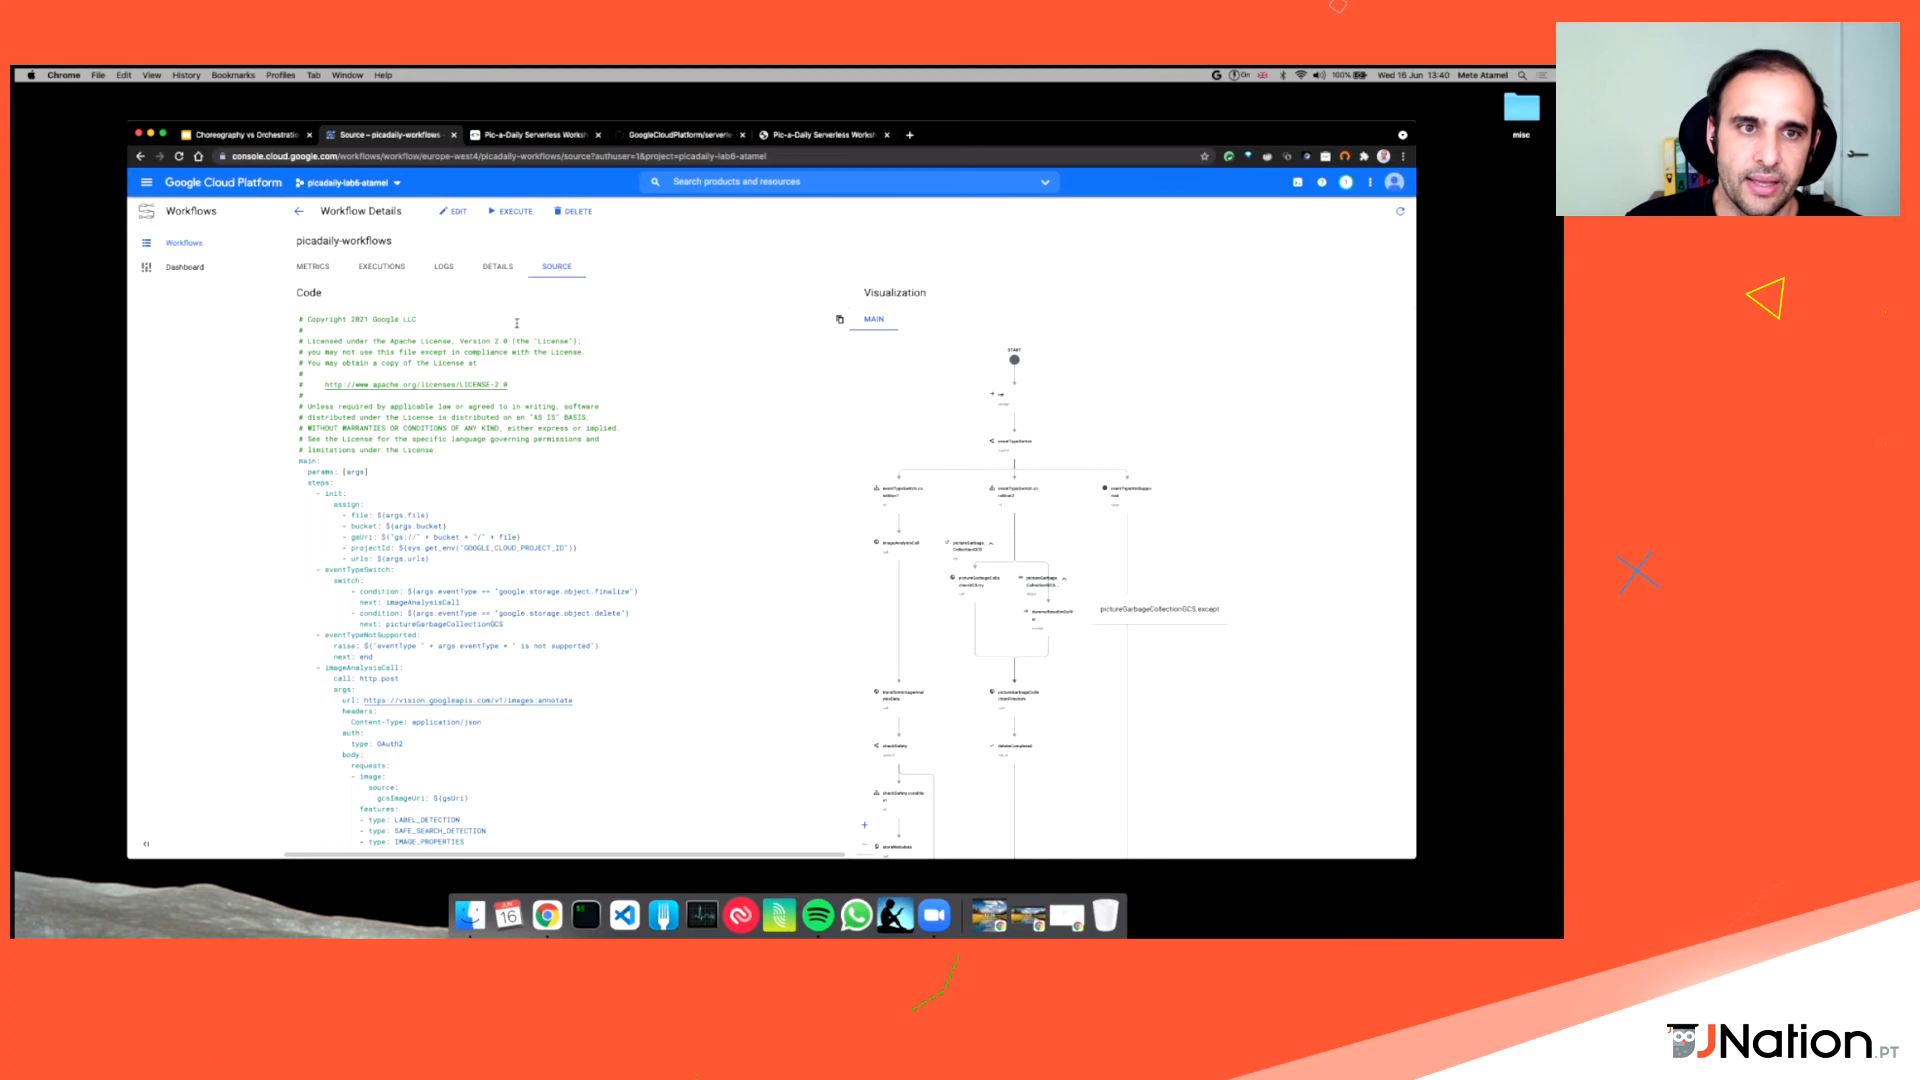 Chrome File Edit View History Bookmarks Profiles Tab Window Help
On 100% Wed 16 Jun 13:40 Mete Atamel
misc
Choreography vs Orchestratio
Source – picadaily-workflows
Pic-a-Daily Serverless Worksh
GoogleCloudPlatform/serverle
Pic-a-Daily Serverless Worksh
console.cloud.google.com/workflows/workflow/europe-west4/picadaily-workflows/source?authuser=1&project=picadaily-lab6-atamel
Google Cloud Platform
picadaily-lab6-atamel
Search products and resources
1
Workflows
Workflow Details
EDIT
EXECUTE
DELETE
Workflows
Dashboard
picadaily-workflows
METRICS EXECUTIONS LOGS DETAILS SOURCE
Code
# Copyright 2021 Google LLC
#
# Licensed under the Apache License, Version 2.0 (the "License");
# you may not use this file except in compliance with the License.
# You may obtain a copy of the License at
#
# http://www.apache.org/licenses/LICENSE-2.0
#
# Unless required by applicable law or agreed to in writing, software
# distributed under the License is distributed on an "AS IS" BASIS,
# WITHOUT WARRANTIES OR CONDITIONS OF ANY KIND, either express or implied.
# See the License for the specific language governing permissions and
# limitations under the License.
main:
params: [args]
steps:
- init:
assign:
- file: ${args.file}
- bucket: ${args.bucket}
- gsUri: ${"gs://" + bucket + "/" + file}
- projectId: ${sys.get_env("GOOGLE_CLOUD_PROJECT_ID")}
- urls: ${args.urls}
- eventTypeSwitch:
switch:
- condition: ${args.eventType == "google.storage.object.finalize"}
next: imageAnalysisCall
- condition: ${args.eventType == "google.storage.object.delete"}
next: pictureGarbageCollectionGCS
- eventTypeNotSupported:
raise: ${"eventType " + args.eventType + " is not supported"}
next: end
- imageAnalysisCall:
call: http.post
args:
url: https://vision.googleapis.com/v1/images:annotate
headers:
Content-Type: application/json
auth:
type: OAuth2
body:
requests:
- image:
source:
gcsImageUri: ${gsUri}
features:
- type: LABEL_DETECTION
- type: SAFE_SEARCH_DETECTION
- type: IMAGE_PROPERTIES
Visualization
MAIN
START
eventTypeSwitch
imageAnalysisCall
pictureGarbageCollectionGCS.except
checkSafety
deleteCompleted
storeMetadata
JUN
16
JNation.PT